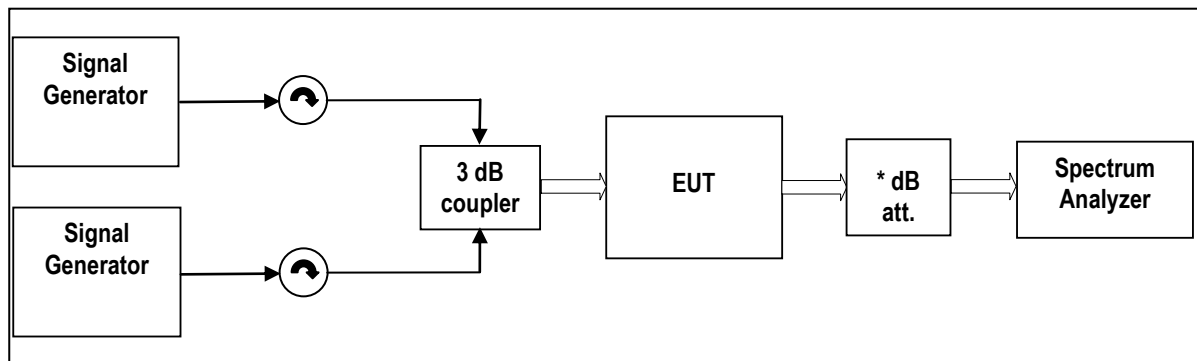 Signal
Generator
3 dB
coupler
EUT
* dB
att.
Spectrum
Analyzer
Signal
Generator